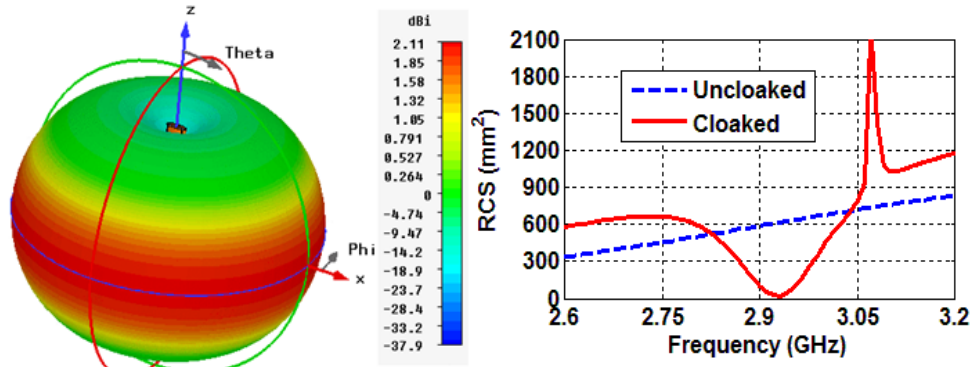 z
Theta
Phi
x
dBi
2.11
1.85
1.58
1.32
1.05
0.791
0.527
0.264
0
-4.74
-9.47
-14.2
-18.9
-23.7
-28.4
-33.2
-37.9
RCS (mm²)
2100
1800
1500
1200
900
600
300
0
Uncloaked
Cloaked
2.6 2.75 2.9 3.05 3.2
Frequency (GHz)